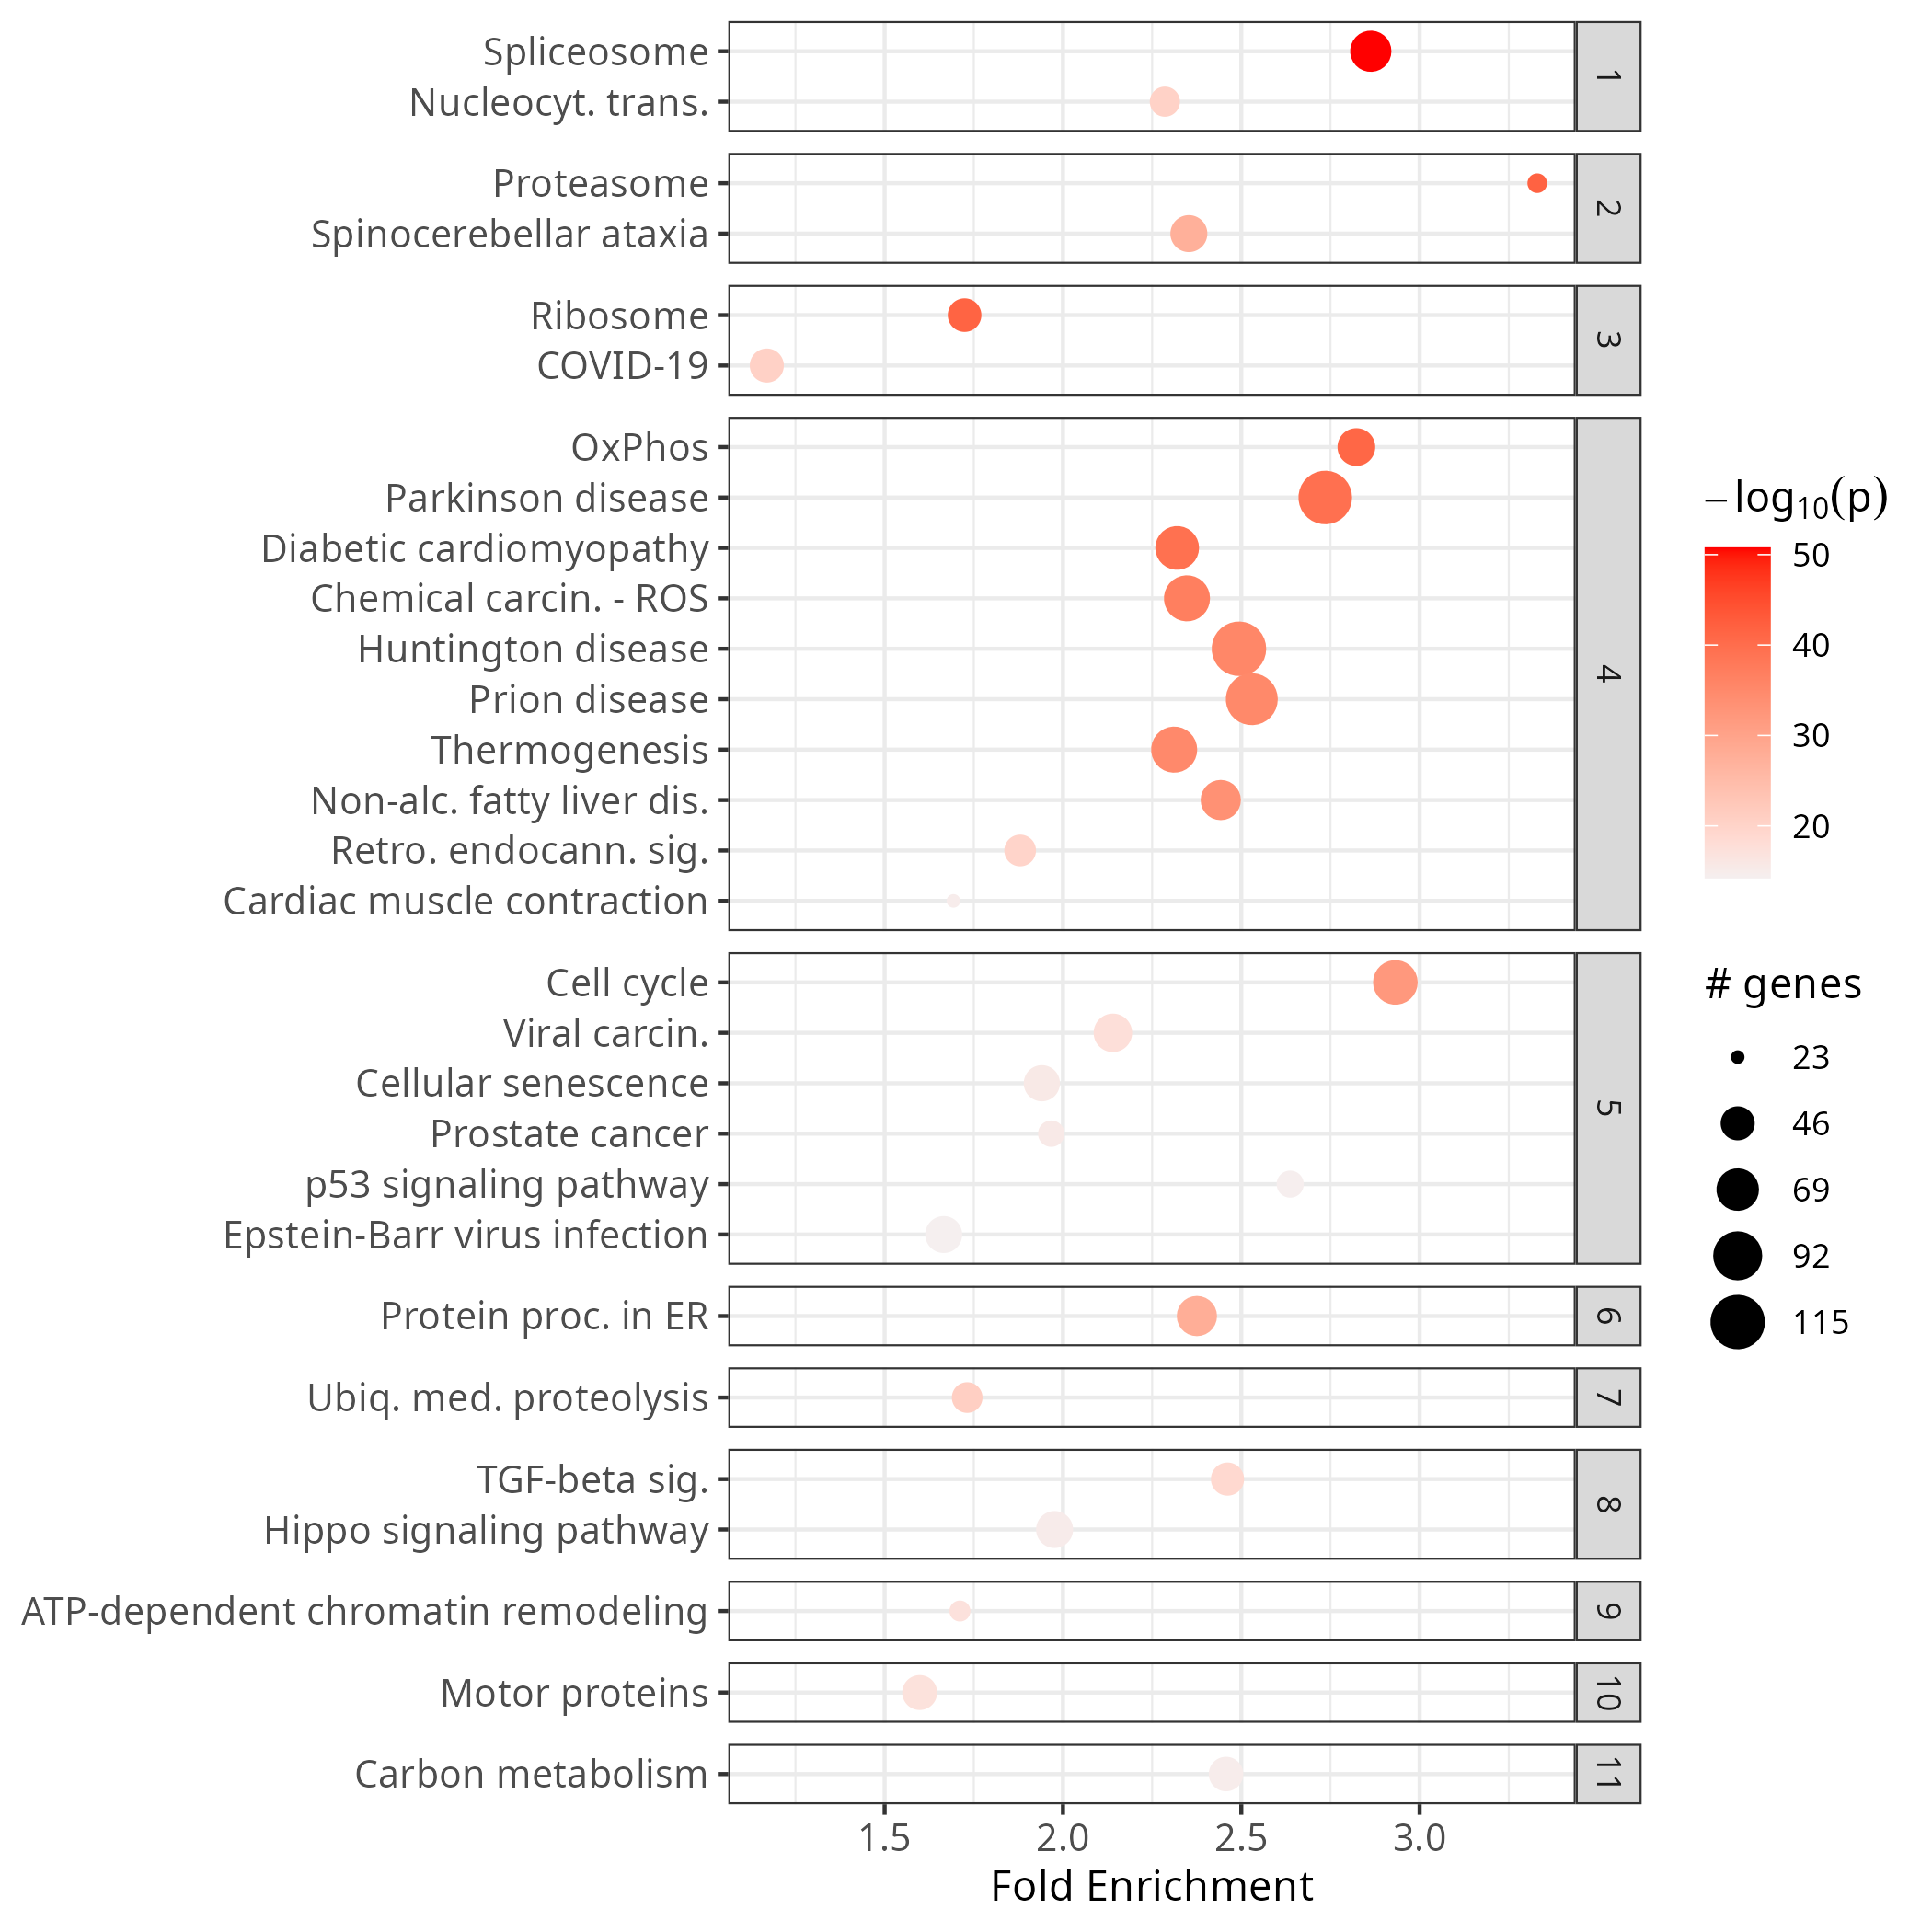 Spliceosome
Nucleocyt. trans.
1
Proteasome
Spinocerebellar ataxia
2
Ribosome
COVID-19
3
OxPhos
Parkinson disease
Diabetic cardiomyopathy
Chemical carcin. - ROS
Huntington disease
Prion disease
Thermogenesis
Non-alc. fatty liver dis.
Retro. endocann. sig.
Cardiac muscle contraction
4
Cell cycle
Viral carcin.
Cellular senescence
Prostate cancer
p53 signaling pathway
Epstein-Barr virus infection
5
Protein proc. in ER
6
Ubiq. med. proteolysis
7
TGF-beta sig.
Hippo signaling pathway
8
ATP-dependent chromatin remodeling
9
Motor proteins
10
Carbon metabolism
11
1.5 2.0 2.5 3.0
Fold Enrichment
−log₁₀(p)
50
40
30
20
# genes
23
46
69
92
115